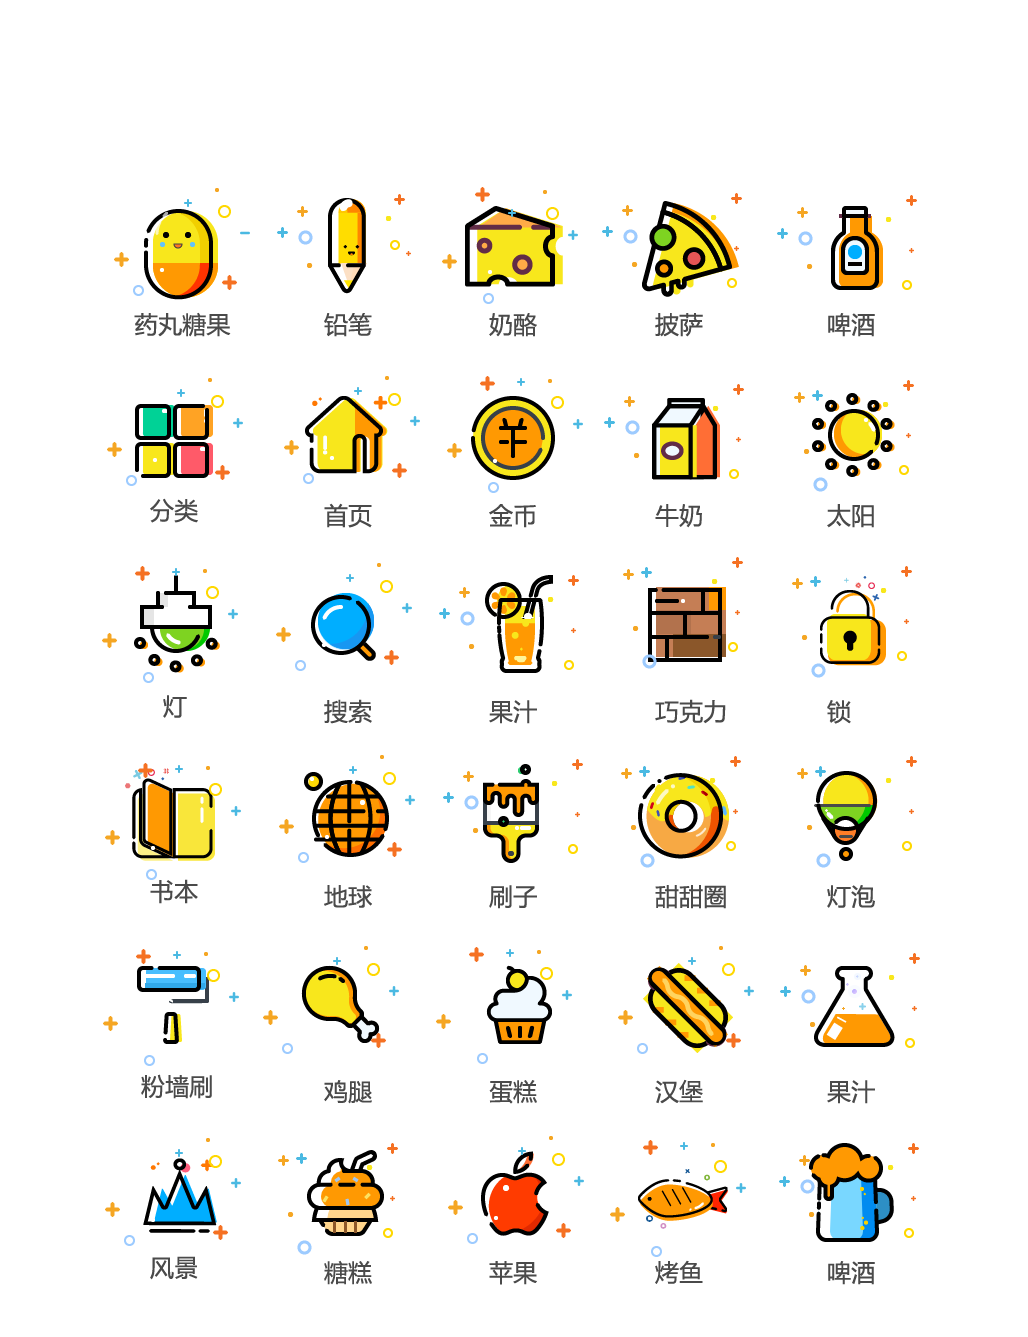 药丸糖果 铅笔 奶酪 披萨 啤酒
分类 首页 金币 牛奶 太阳
灯 搜索 果汁 巧克力 锁
书本 地球 刷子 甜甜圈 灯泡
粉墙刷 鸡腿 蛋糕 汉堡 果汁
风景 糖糕 苹果 烤鱼 啤酒